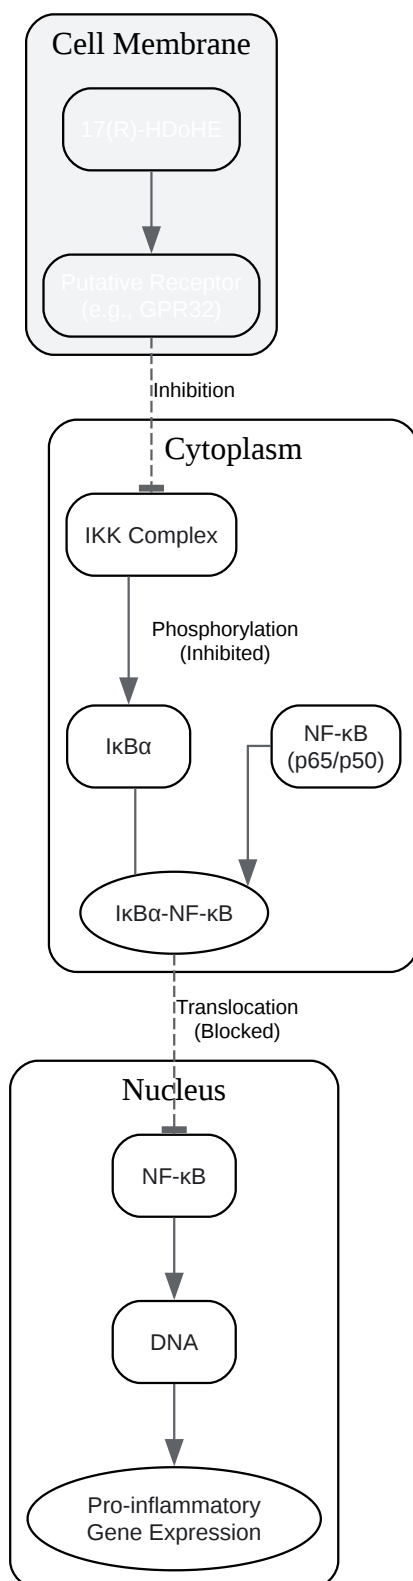 Cell Membrane
17(R)-HDoHE
Putative Receptor
(e.g., GPR32)
Inhibition
Cytoplasm
IKK Complex
Phosphorylation
(Inhibited)
IκBα
NF-κB
(p65/p50)
IκBα-NF-κB
Translocation
(Blocked)
Nucleus
NF-κB
DNA
Pro-inflammatory
Gene Expression